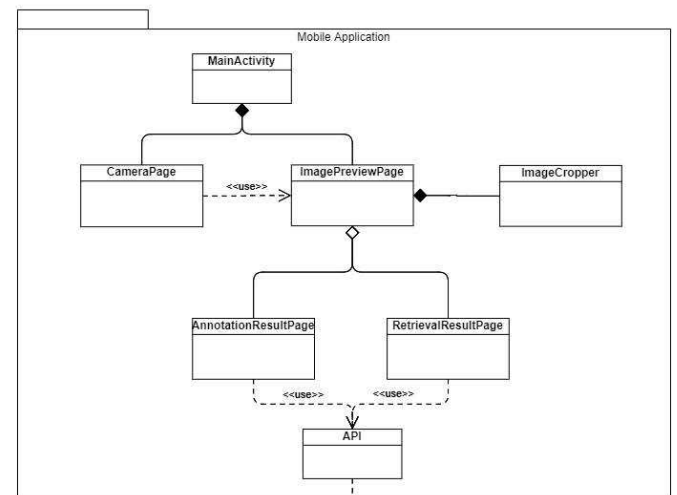 Mobile Application
MainActivity
CameraPage
<<use>>
ImagePreviewPage
ImageCropper
AnnotationResultPage
RetrievalResultPage
<<use>>
<<use>>
API